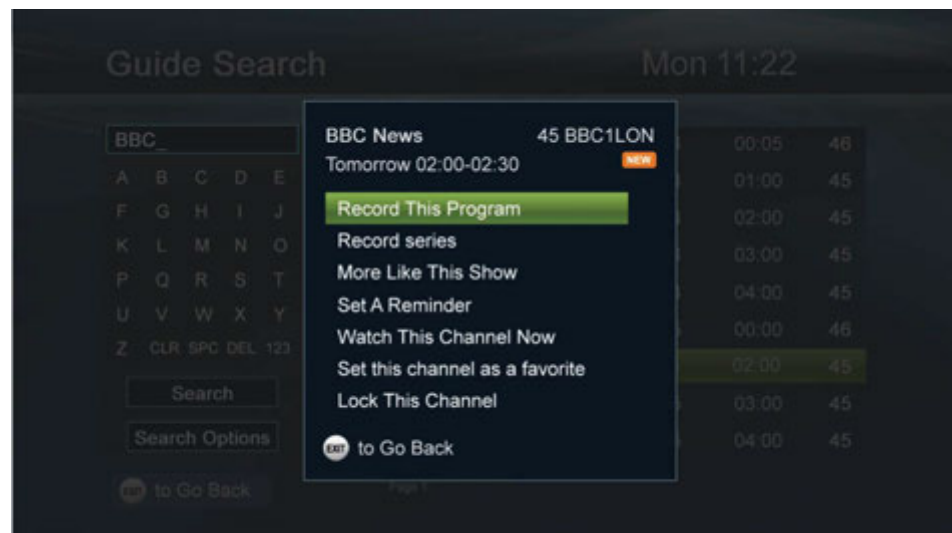 Guide Search
Mon 11:22
BBC_
A B C D E
F G H I J
K L M N O
P Q R S T
U V W X Y
Z CLR SPC DEL 123
Search
Search Options
EXIT to Go Back
BBC News 45 BBC1LON
Tomorrow 02:00-02:30 NEW
Record This Program
Record series
More Like This Show
Set A Reminder
Watch This Channel Now
Set this channel as a favorite
Lock This Channel
EXIT to Go Back
00:05 46
01:00 45
02:00 45
03:00 45
04:00 45
00:00 46
02:00 45
03:00 45
04:00 45
Page 1